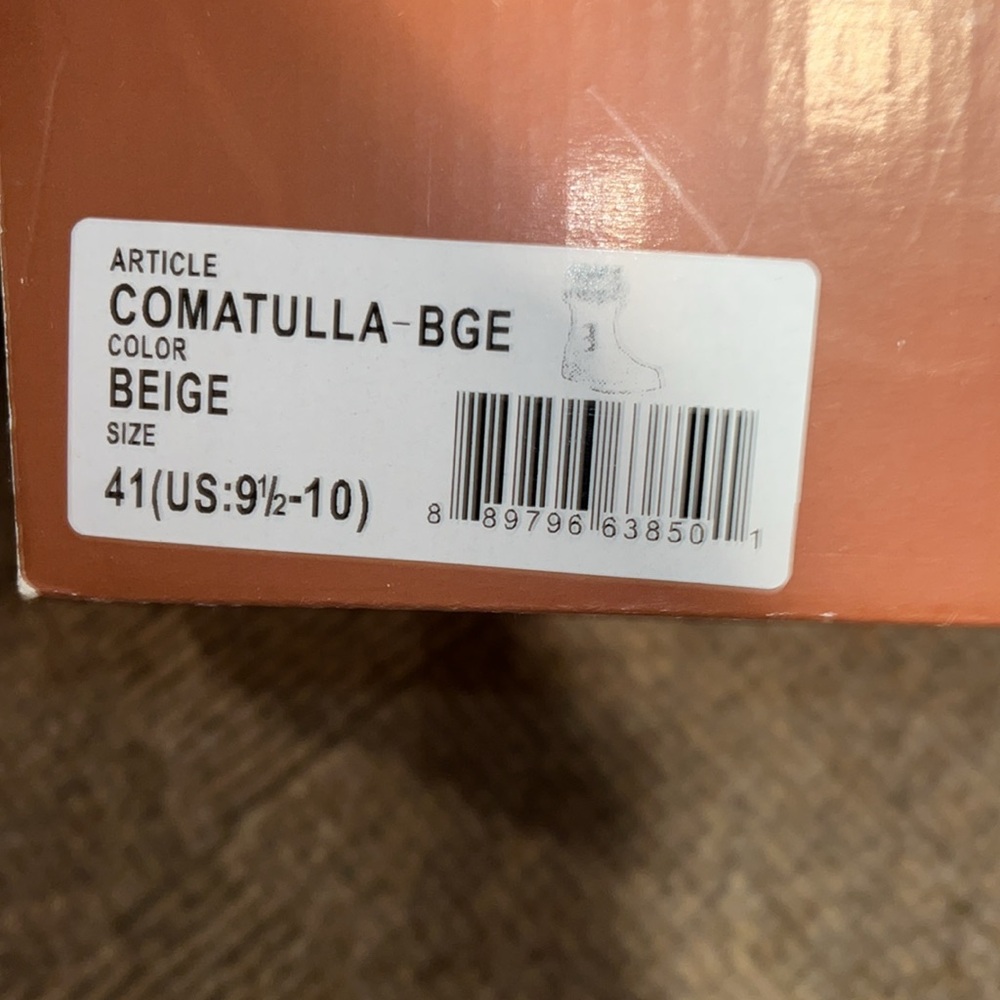 ARTICLE
COMATULLA-BGE
COLOR
BEIGE
SIZE
41(US:9½-10)
8 89796 63850 1